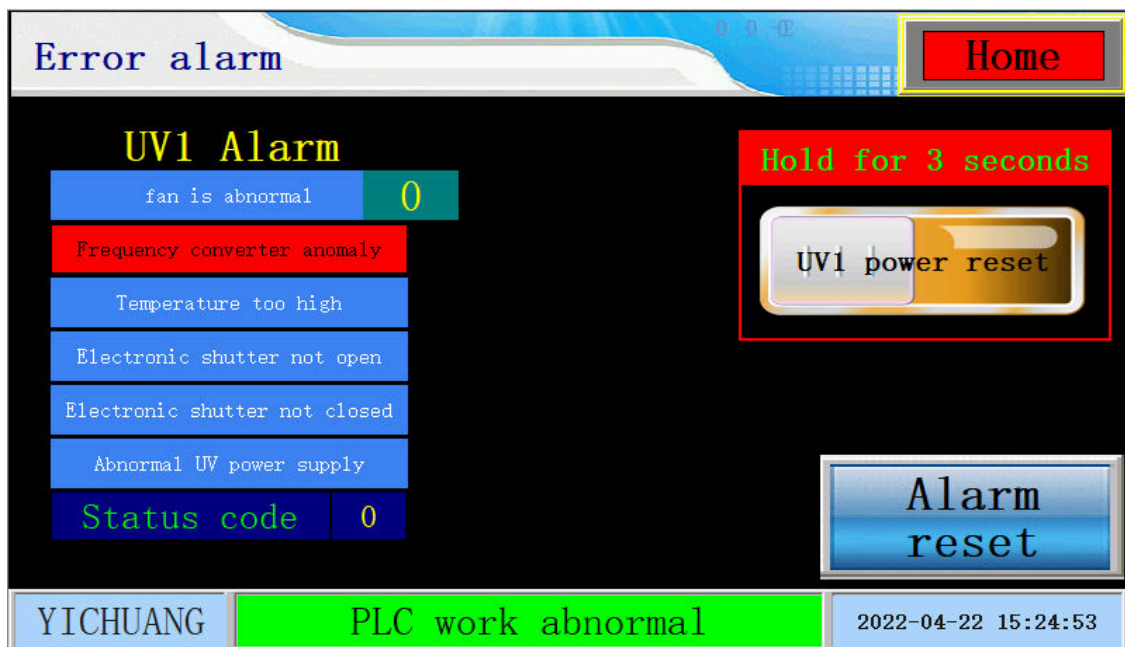 Error alarm
Home
UV1 Alarm
fan is abnormal 0
Frequency converter anomaly
Temperature too high
Electronic shutter not open
Electronic shutter not closed
Abnormal UV power supply
Status code 0
Hold for 3 seconds
UV1 power reset
Alarm
reset
YICHUANG
PLC work abnormal
2022-04-22 15:24:53